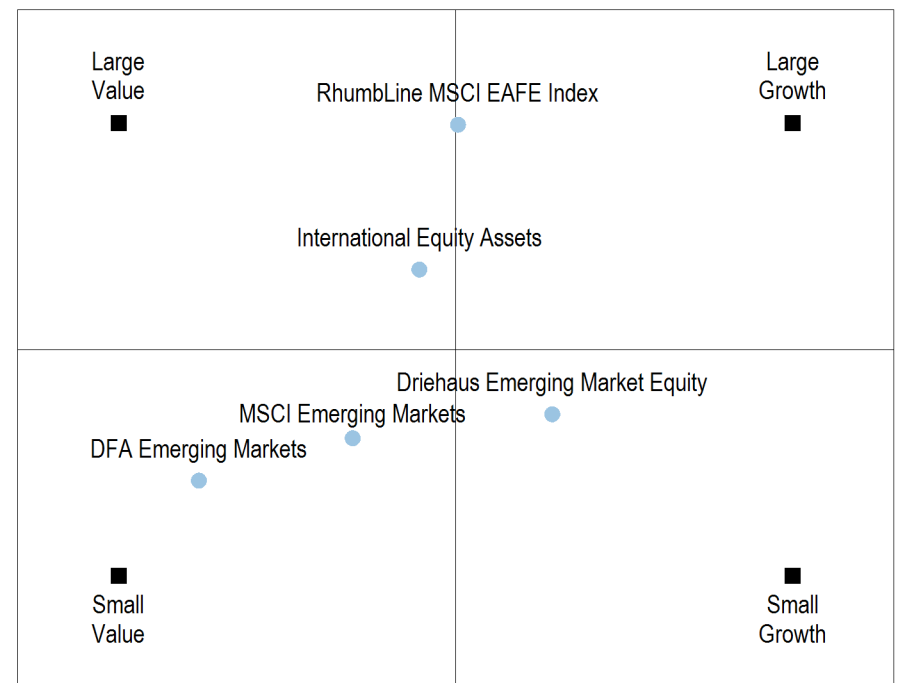 Large
Value
Large
Growth
RhumbLine MSCI EAFE Index
International Equity Assets
Driehaus Emerging Market Equity
MSCI Emerging Markets
DFA Emerging Markets
Small
Value
Small
Growth